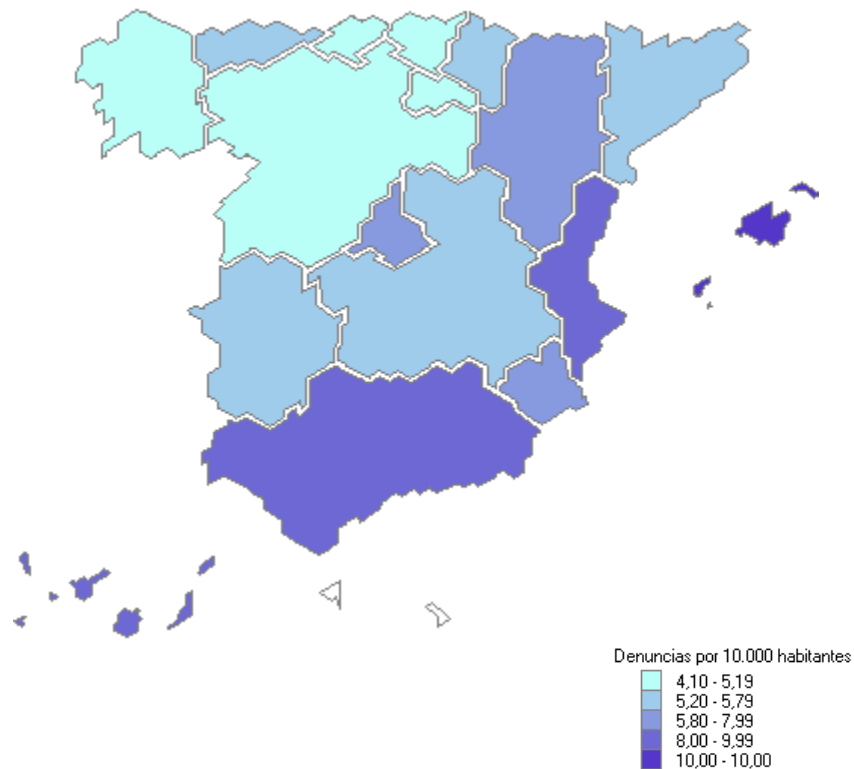 Denuncias por 10.000 habitantes
4,10 - 5,19
5,20 - 5,79
5,80 - 7,99
8,00 - 9,99
10,00 - 10,00